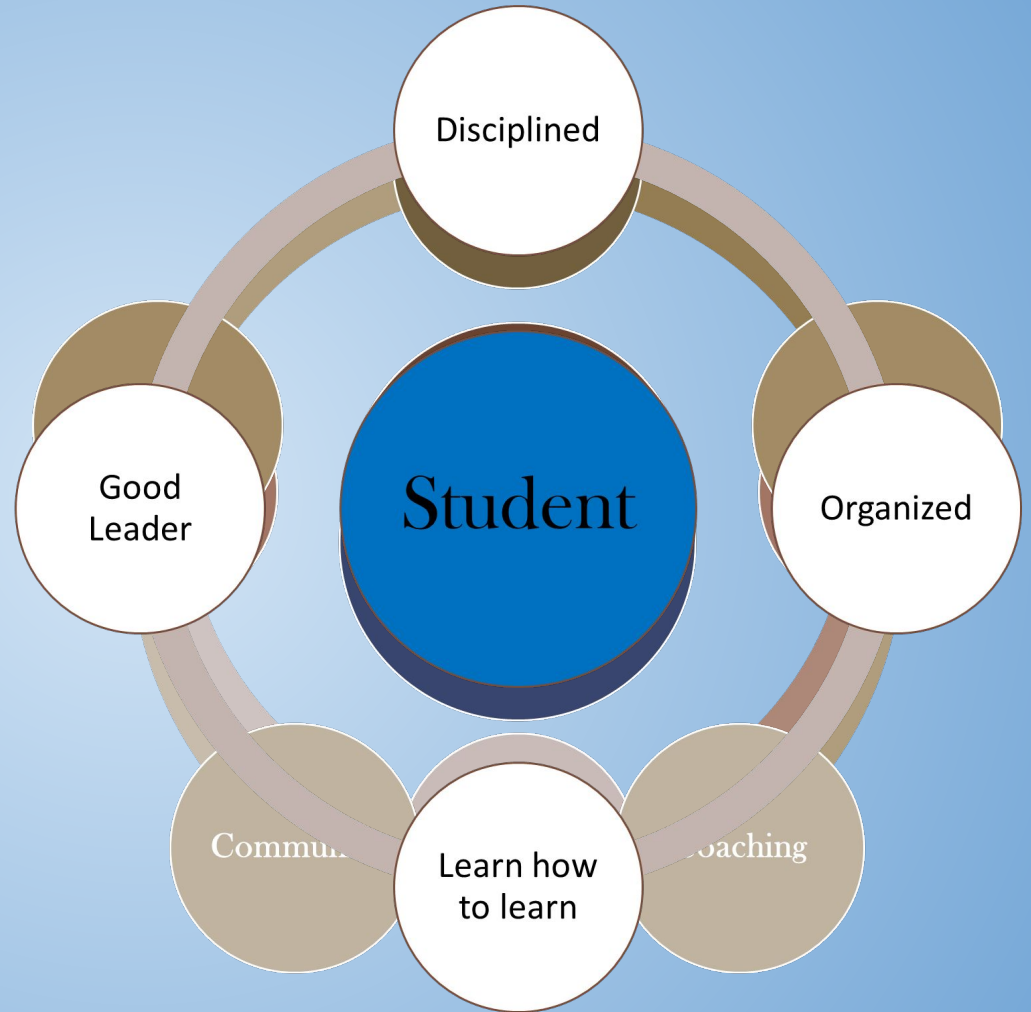 Disciplined
Good
Leader
Student
Organized
Learn how
to learn